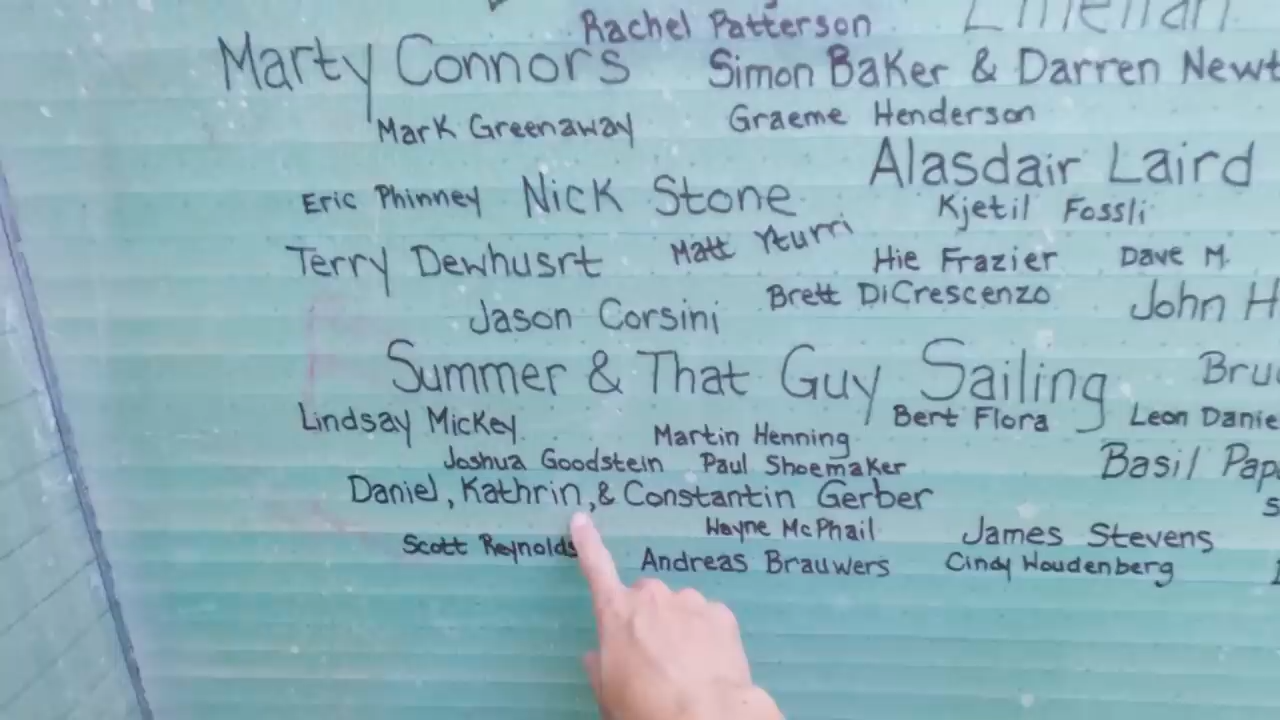 Rachel Patterson
Marty Connors
Simon Baker & Darren Newt
Mark Greenaway
Graeme Henderson
Alasdair Laird
Eric Phinney
Nick Stone
Kjetil Fossli
Terry Dewhusrt
Matt Yturri
Hie Frazier
Dave M.
Brett DiCrescenzo
John H
Jason Corsini
Summer & That Guy Sailing
Bru
Lindsay Mickey
Bert Flora
Leon Danie
Martin Henning
Joshua Goodstein
Paul Shoemaker
Basil Pap
Daniel, Kathrin, & Constantin Gerber
Wayne McPhail
James Stevens
Scott Reynolds
Andreas Brauwers
Cindy Woudenberg